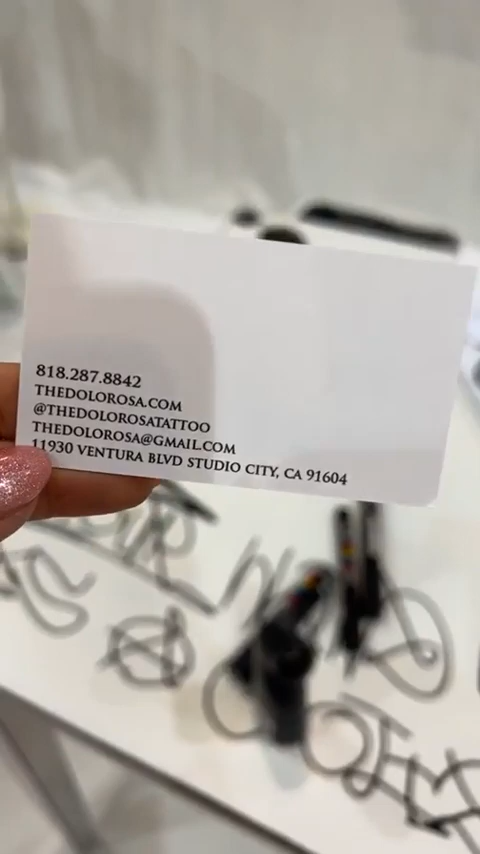 818.287.8842
THEDOLOROSA.COM
@THEDOLOROSATATTOO
THEDOLOROSA@GMAIL.COM
11930 VENTURA BLVD STUDIO CITY, CA 91604